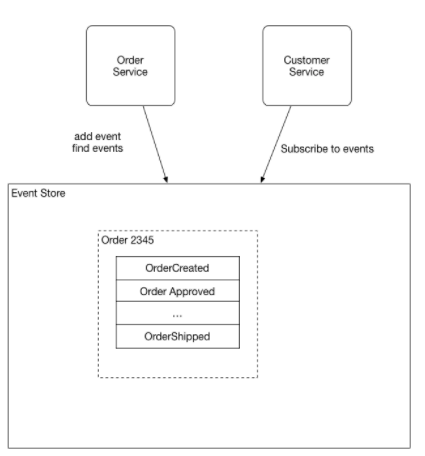 Order
Service
Customer
Service
add event
find events
Subscribe to events
Event Store
Order 2345
OrderCreated
Order Approved
...
OrderShipped